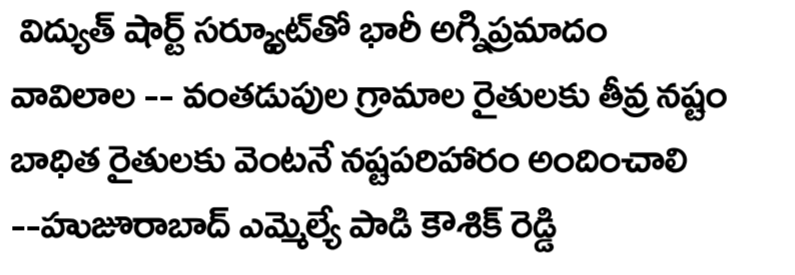 విద్యుత్ షార్ట్ సర్క్యూట్‌తో భారీ అగ్నిప్రమాదం
వావిలాల -- వంతడుపుల గ్రామాల రైతులకు తీవ్ర నష్టం
బాధిత రైతులకు వెంటనే నష్టపరిహారం అందించాలి
--హుజూరాబాద్ ఎమ్మెల్యే పాడి కౌశిక్ రెడ్డి